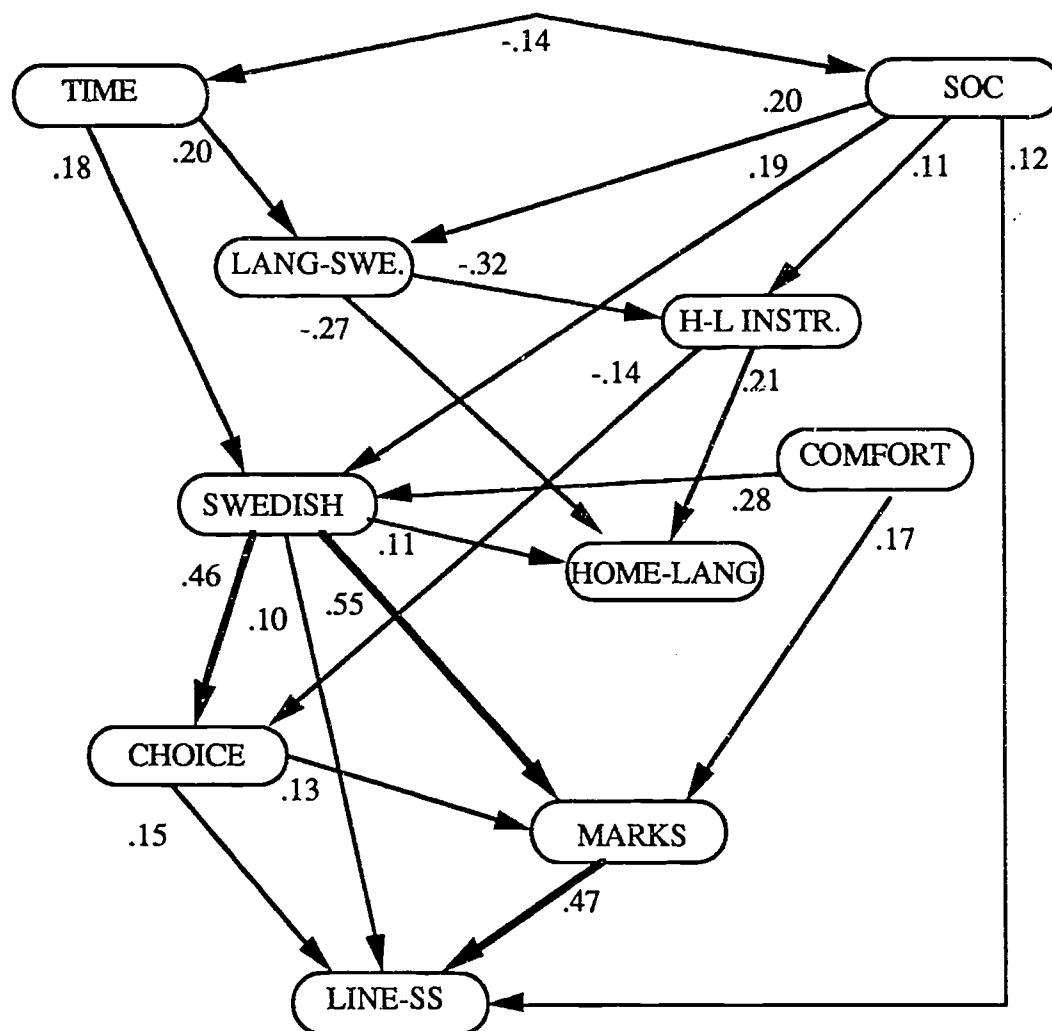 -.14
TIME
SOC
.20
.18
.20
.19
.11
.12
LANG-SWE.
-.32
H-L INSTR.
-.27
-.14
.21
COMFORT
SWEDISH
.28
.11
.17
HOME-LANG
.46
.10
.55
CHOICE
.13
.15
MARKS
.47
LINE-SS